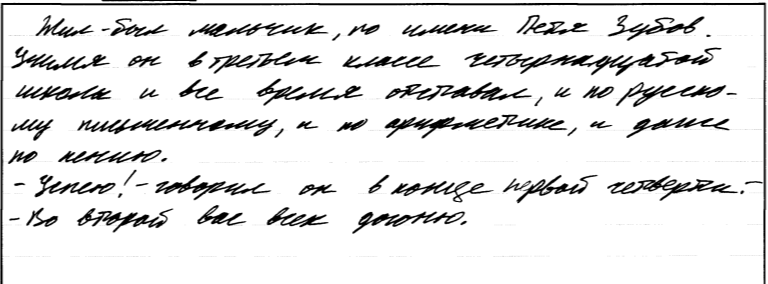 Жил-был мальчик, по имени Петя Зубов.
Учился он в третьем классе четырнадцатой
школы и все время отставал, и по русско-
му письменному, и по арифметике, и даже
по пению.
- Успею! - говорил он в конце первой четверти. -
- Во второй вас всех догоню.